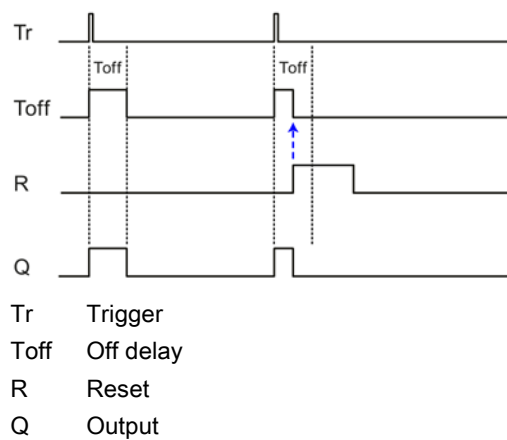 Tr
Toff Toff
Toff
R
Q
Tr Trigger
Toff Off delay
R Reset
Q Output